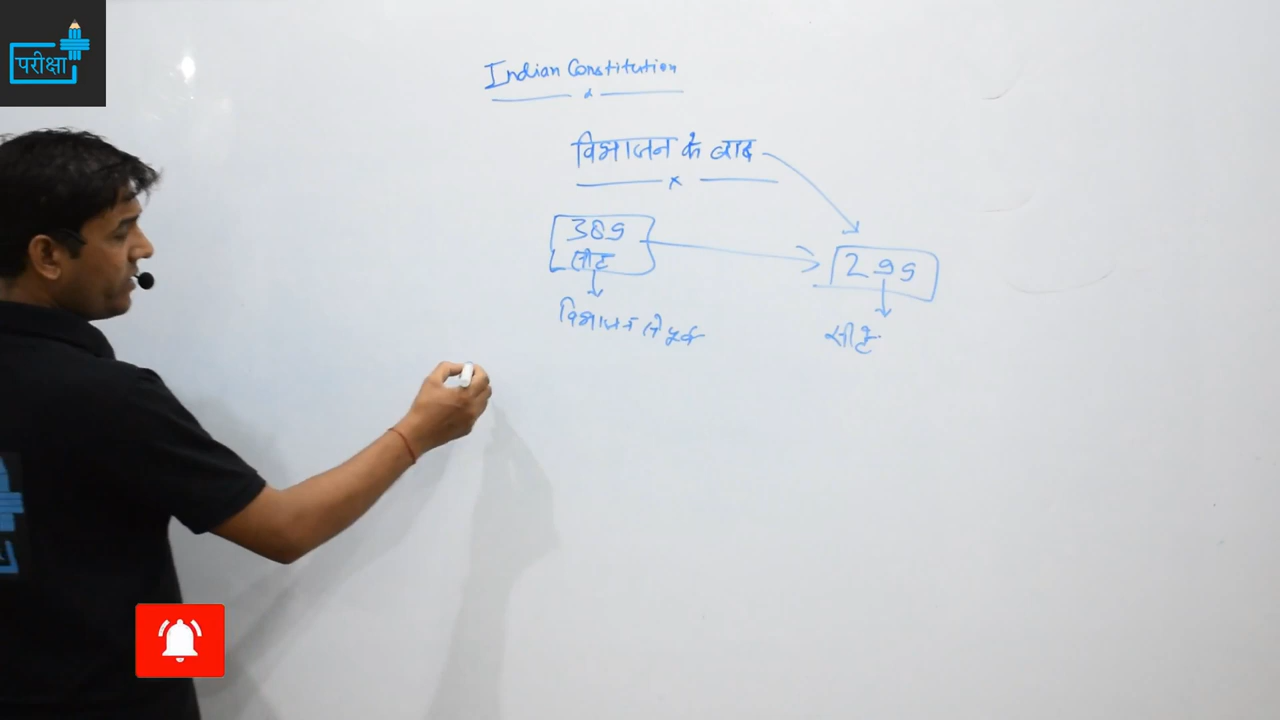 परीक्षा
Indian Constitution
विभाजन के बाद
389
सीट
299
विभाजन से पूर्व
सीट